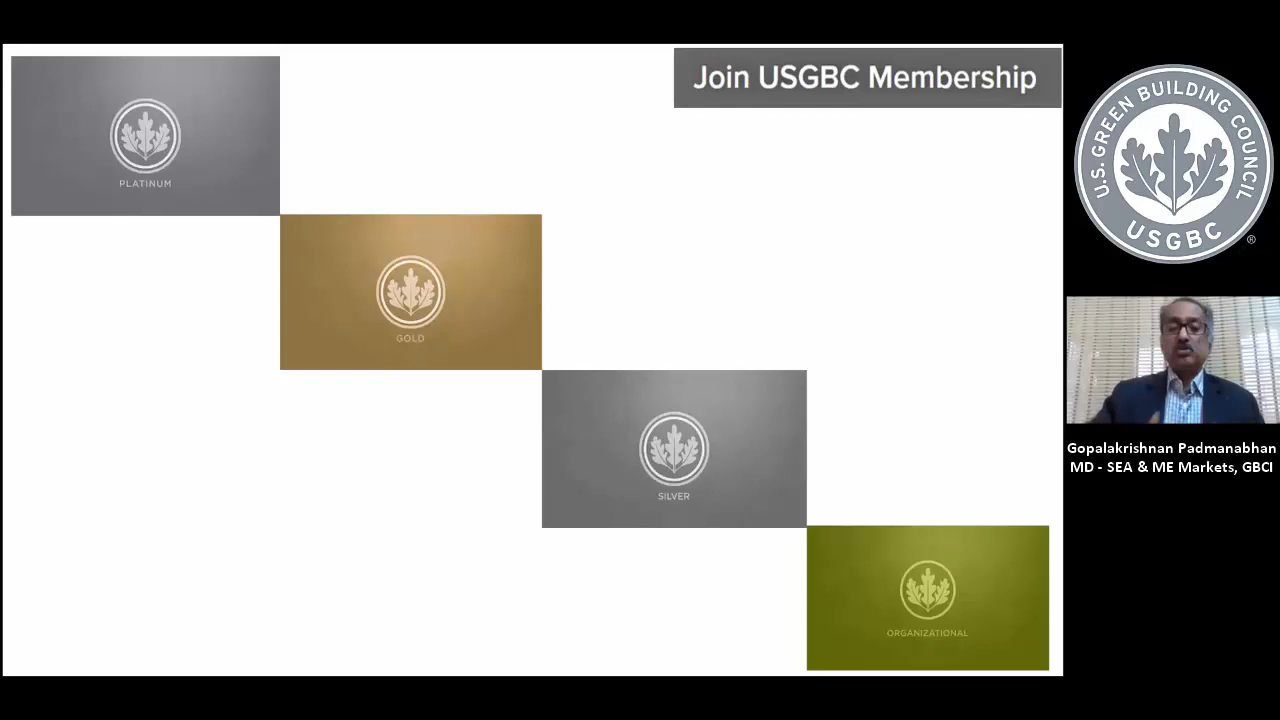 Join USGBC Membership
PLATINUM
GOLD
SILVER
ORGANIZATIONAL
U.S. GREEN BUILDING COUNCIL
USGBC
®
Gopalakrishnan Padmanabhan
MD - SEA & ME Markets, GBCI